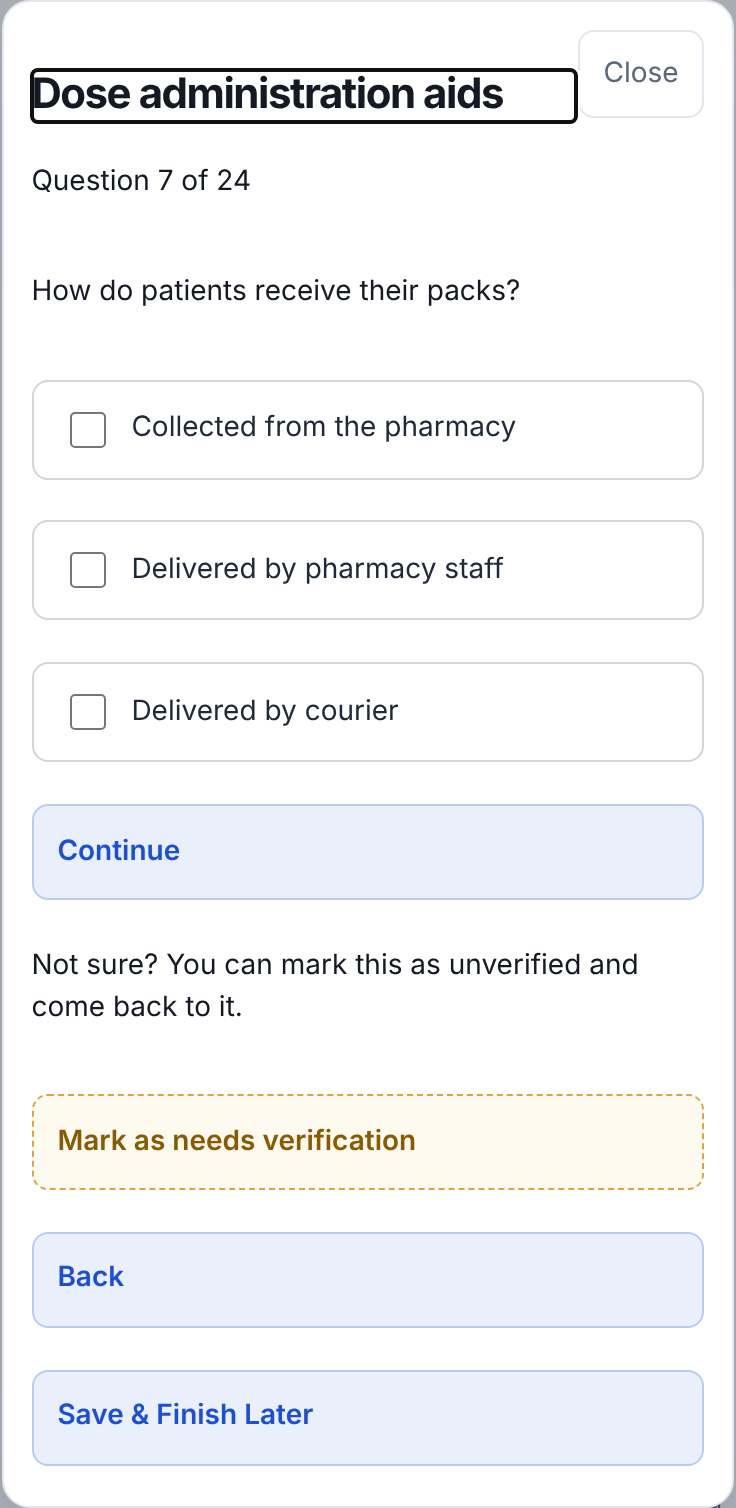 Dose administration aids
Close
Question 7 of 24
How do patients receive their packs?
Collected from the pharmacy
Delivered by pharmacy staff
Delivered by courier
Continue
Not sure? You can mark this as unverified and
come back to it.
Mark as needs verification
Back
Save & Finish Later